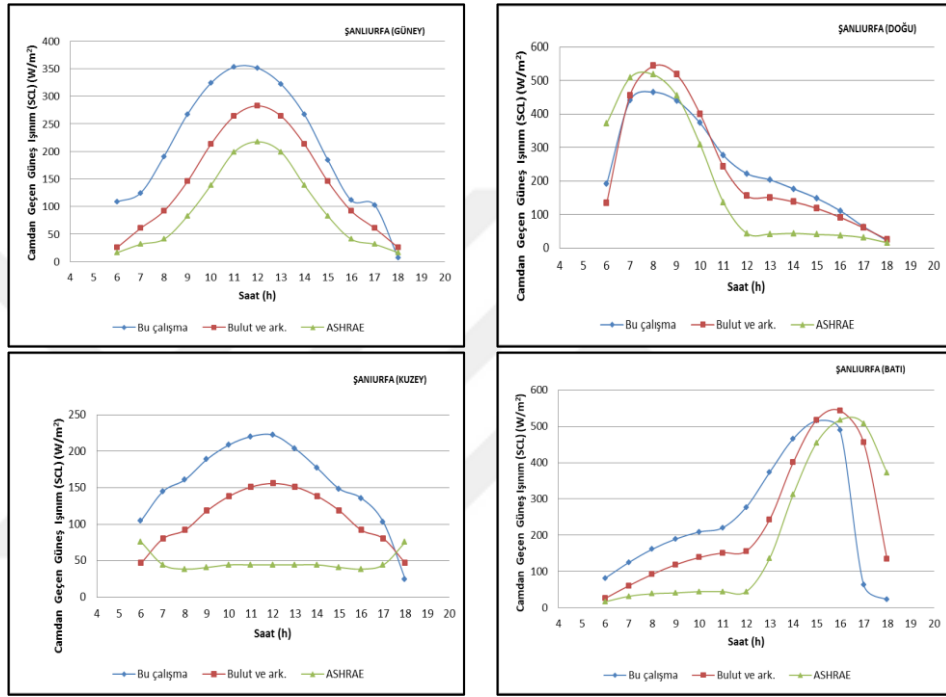 ŞANLIURFA (GÜNEY)
Camdan Geçen Güneş Işınım (SCL) (W/m²)
400
350
300
250
200
150
100
50
0
4 5 6 7 8 9 10 11 12 13 14 15 16 17 18 19 20
Saat (h)
Bu çalışma Bulut ve ark. ASHRAE
ŞANLIURFA (DOĞU)
Camdan Geçen Güneş Işınım (SCL) (W/m²)
600
500
400
300
200
100
0
4 5 6 7 8 9 10 11 12 13 14 15 16 17 18 19 20
Saat (h)
Bu çalışma Bulut ve ark. ASHRAE
ŞANIURFA (KUZEY)
Camdan Geçen Güneş Işınım (SCL) (W/m²)
250
200
150
100
50
0
4 5 6 7 8 9 10 11 12 13 14 15 16 17 18 19 20
Saat (h)
Bu çalışma Bulut ve ark. ASHRAE
ŞANLIURFA (BATI)
Camdan Geçen Güneş Işınım (SCL) (W/m²)
600
500
400
300
200
100
0
4 5 6 7 8 9 10 11 12 13 14 15 16 17 18 19 20
Saat (h)
Bu çalışma Bulut ve ark. ASHRAE